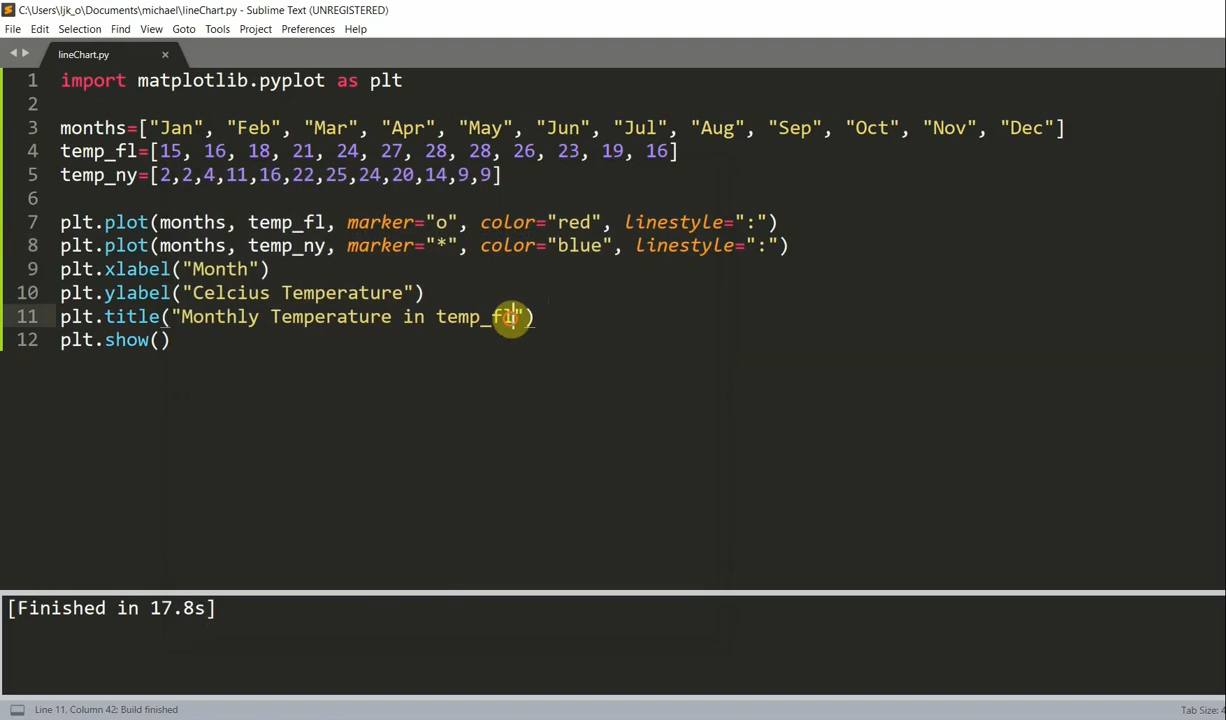 C:\Users\ljk_o\Documents\michael\lineChart.py - Sublime Text (UNREGISTERED)
File Edit Selection Find View Goto Tools Project Preferences Help
lineChart.py
1 import matplotlib.pyplot as plt
2
3 months=["Jan", "Feb", "Mar", "Apr", "May", "Jun", "Jul", "Aug", "Sep", "Oct", "Nov", "Dec"]
4 temp_fl=[15, 16, 18, 21, 24, 27, 28, 28, 26, 23, 19, 16]
5 temp_ny=[2,2,4,11,16,22,25,24,20,14,9,9]
6
7 plt.plot(months, temp_fl, marker="o", color="red", linestyle=":")
8 plt.plot(months, temp_ny, marker="*", color="blue", linestyle=":")
9 plt.xlabel("Month")
10 plt.ylabel("Celcius Temperature")
11 plt.title("Monthly Temperature in temp_fl")
12 plt.show()
[Finished in 17.8s]
Line 11, Column 42; Build finished
Tab Size: 4